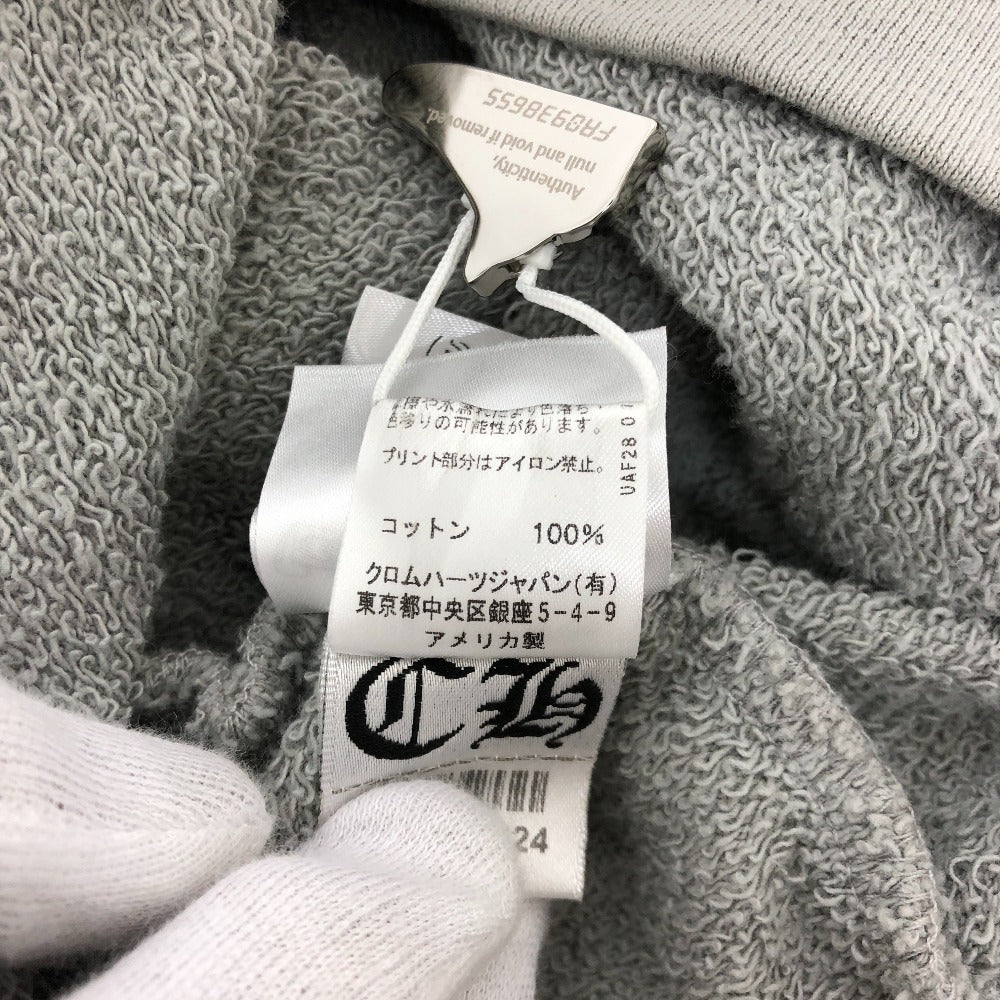 Authenticity,
null and void if removed.
FA0938655
色移りの可能性があります。
プリント部分はアイロン禁止。
コットン 100%
クロムハーツジャパン(有)
東京都中央区銀座5-4-9
アメリカ製
UAF28
CH
24